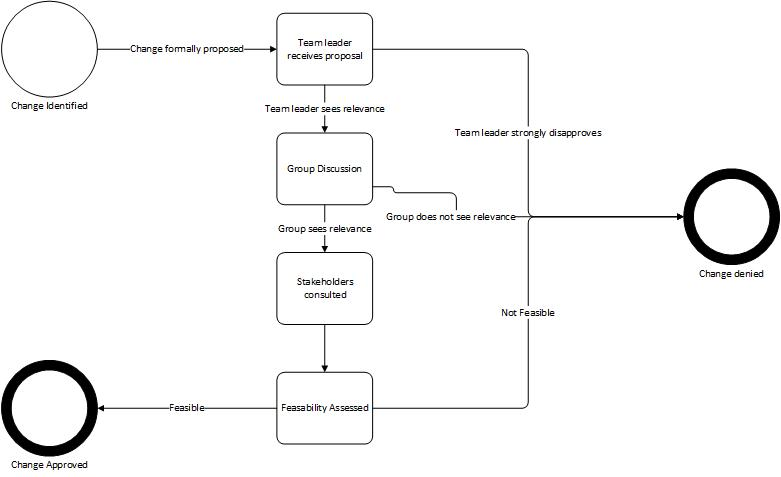 Change formally proposed
Team leader
receives proposal
Change Identified
Team leader sees relevance
Team leader strongly disapproves
Group Discussion
Group does not see relevance
Group sees relevance
Change denied
Stakeholders
consulted
Not Feasible
Feasible
Feasability Assessed
Change Approved